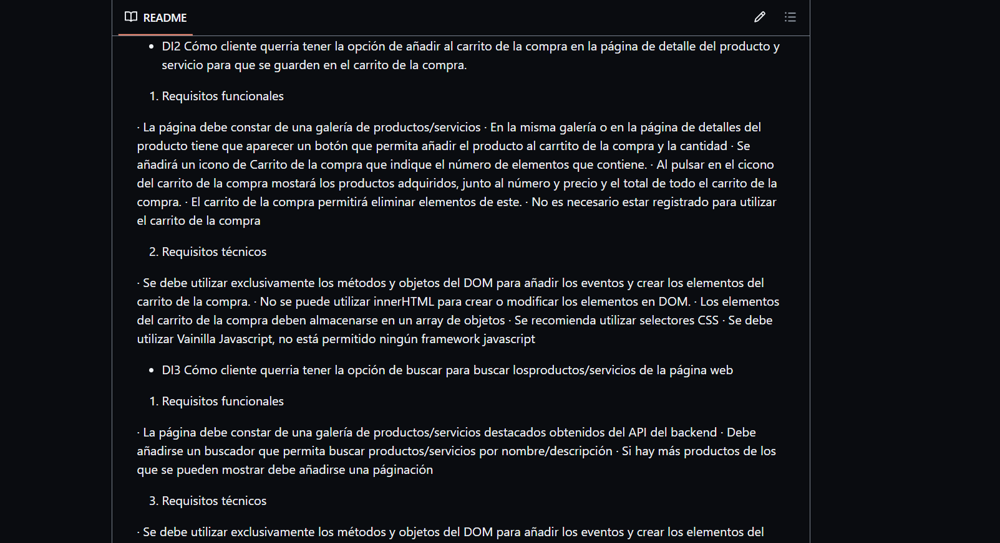 README
DI2 Cómo cliente querria tener la opción de añadir al carrito de la compra en la página de detalle del producto y
servicio para que se guarden en el carrito de la compra.
1. Requisitos funcionales
· La página debe constar de una galería de productos/servicios · En la misma galería o en la página de detalles del
producto tiene que aparecer un botón que permita añadir el producto al carrtito de la compra y la cantidad · Se
añadirá un icono de Carrito de la compra que indique el número de elementos que contiene. · Al pulsar en el cicono
del carrito de la compra mostará los productos adquiridos, junto al número y precio y el total de todo el carrito de la
compra. · El carrito de la compra permitirá eliminar elementos de este. · No es necesario estar registrado para utilizar
el carrito de la compra
2. Requisitos técnicos
· Se debe utilizar exclusivamente los métodos y objetos del DOM para añadir los eventos y crear los elementos del
carrito de la compra. · No se puede utilizar innerHTML para crear o modificar los elementos en DOM. · Los elementos
del carrito de la compra deben almacenarse en un array de objetos · Se recomienda utilizar selectores CSS · Se debe
utilizar Vainilla Javascript, no está permitido ningún framework javascript
DI3 Cómo cliente querria tener la opción de buscar para buscar losproductos/servicios de la página web
1. Requisitos funcionales
· La página debe constar de una galería de productos/servicios destacados obtenidos del API del backend · Debe
añadirse un buscador que permita buscar productos/servicios por nombre/descripción · Si hay más productos de los
que se pueden mostrar debe añadirse una páginación
3. Requisitos técnicos
· Se debe utilizar exclusivamente los métodos y objetos del DOM para añadir los eventos y crear los elementos del